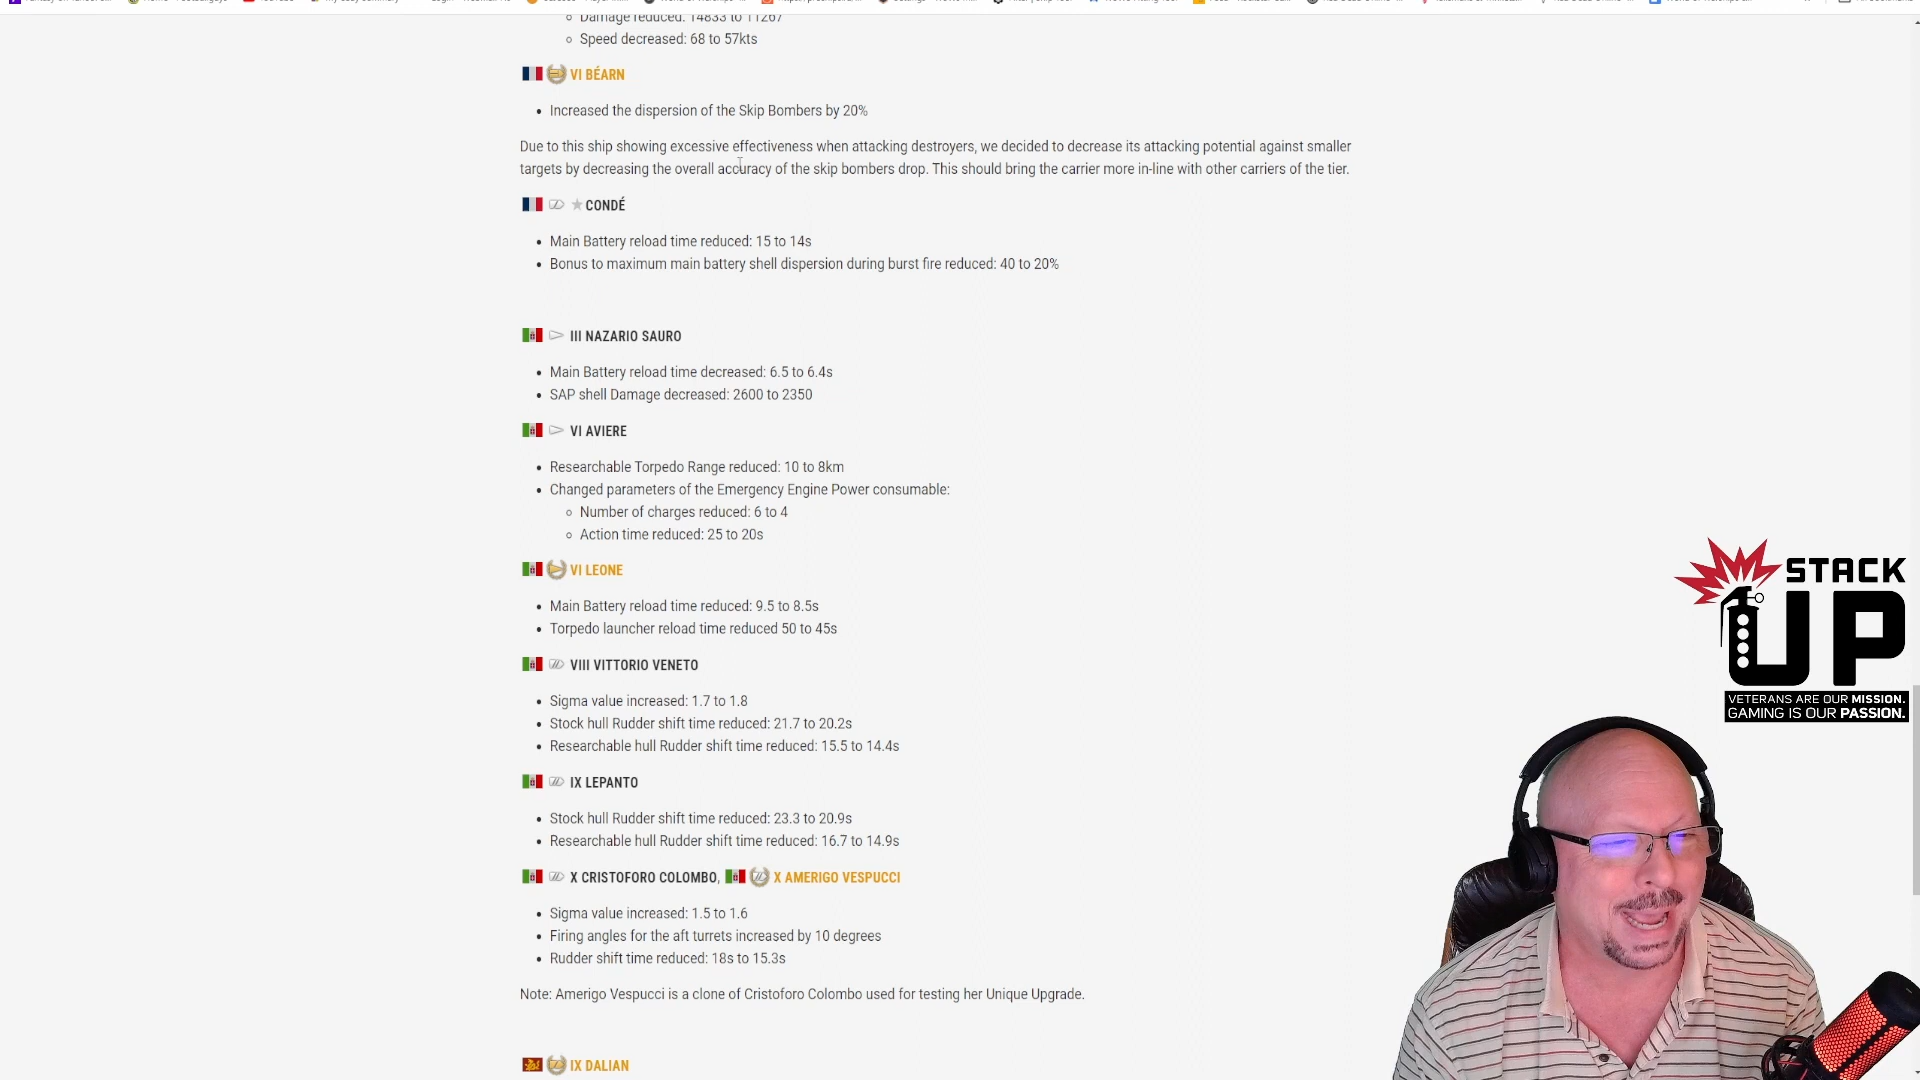 Damage reduced: 14833 to 11267
Speed decreased: 68 to 57kts
VI BÉARN
Increased the dispersion of the Skip Bombers by 20%
Due to this ship showing excessive effectiveness when attacking destroyers, we decided to decrease its attacking potential against smaller
targets by decreasing the overall accuracy of the skip bombers drop. This should bring the carrier more in-line with other carriers of the tier.
CONDÉ
Main Battery reload time reduced: 15 to 14s
Bonus to maximum main battery shell dispersion during burst fire reduced: 40 to 20%
III NAZARIO SAURO
Main Battery reload time decreased: 6.5 to 6.4s
SAP shell Damage decreased: 2600 to 2350
VI AVIERE
Researchable Torpedo Range reduced: 10 to 8km
Changed parameters of the Emergency Engine Power consumable:
Number of charges reduced: 6 to 4
Action time reduced: 25 to 20s
VI LEONE
Main Battery reload time reduced: 9.5 to 8.5s
Torpedo launcher reload time reduced 50 to 45s
VIII VITTORIO VENETO
Sigma value increased: 1.7 to 1.8
Stock hull Rudder shift time reduced: 21.7 to 20.2s
Researchable hull Rudder shift time reduced: 15.5 to 14.4s
IX LEPANTO
Stock hull Rudder shift time reduced: 23.3 to 20.9s
Researchable hull Rudder shift time reduced: 16.7 to 14.9s
X CRISTOFORO COLOMBO, X AMERIGO VESPUCCI
Sigma value increased: 1.5 to 1.6
Firing angles for the aft turrets increased by 10 degrees
Rudder shift time reduced: 18s to 15.3s
Note: Amerigo Vespucci is a clone of Cristoforo Colombo used for testing her Unique Upgrade.
IX DALIAN
STACK
UP
VETERANS ARE OUR MISSION.
GAMING IS OUR PASSION.